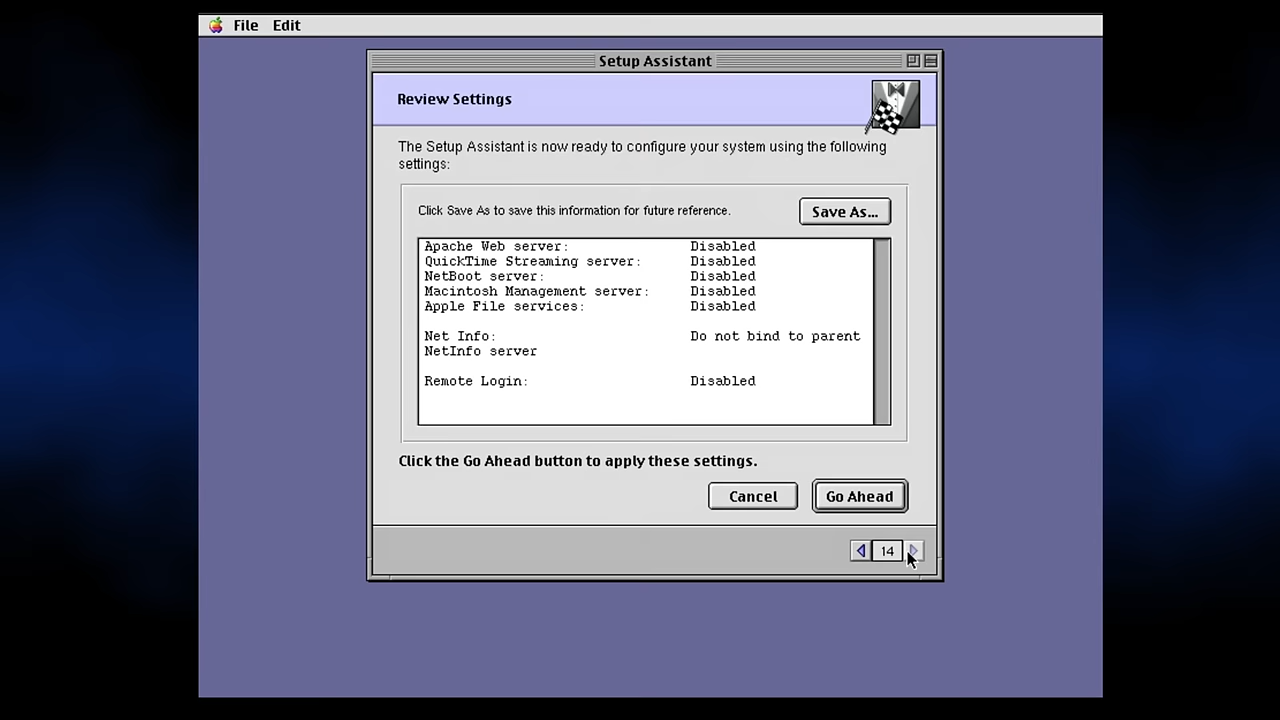 File Edit
Setup Assistant
Review Settings
The Setup Assistant is now ready to configure your system using the following
settings:
Click Save As to save this information for future reference.
Save As...
Apache Web server: Disabled
QuickTime Streaming server: Disabled
NetBoot server: Disabled
Macintosh Management server: Disabled
Apple File services: Disabled
Net Info: Do not bind to parent
NetInfo server
Remote Login: Disabled
Click the Go Ahead button to apply these settings.
Cancel Go Ahead
14